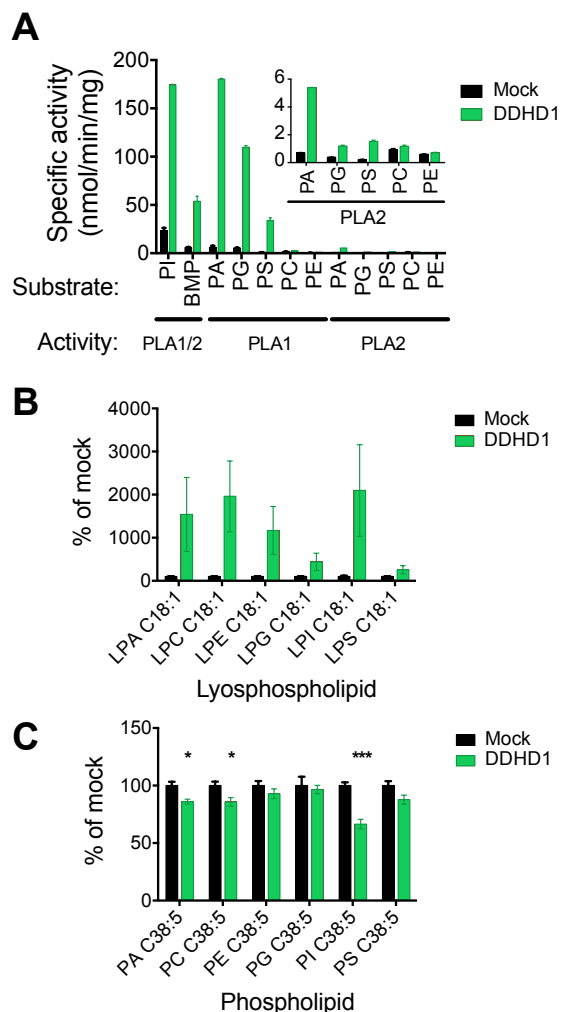 A
Specific activity
(nmol/min/mg)
200
150
100
50
0
6
4
2
0
PA
PG
PS
PC
PE
PLA2
Mock
DDHD1
Substrate:
PI
BMP
PA
PG
PS
PC
PE
PA
PG
PS
PC
PE
Activity:
PLA1/2
PLA1
PLA2
B
% of mock
4000
3000
2000
1000
0
Mock
DDHD1
LPA C18:1
LPC C18:1
LPE C18:1
LPG C18:1
LPI C18:1
LPS C18:1
Lyosphospholipid
C
% of mock
150
100
50
0
*
*
***
Mock
DDHD1
PA C38:5
PC C38:5
PE C38:5
PG C38:5
PI C38:5
PS C38:5
Phospholipid